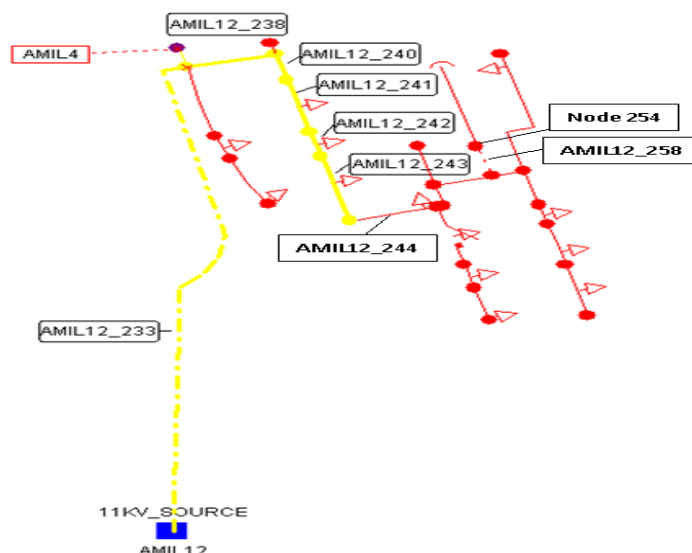 AMIL12_238
AMIL4
AMIL12_240
AMIL12_241
Node 254
AMIL12_242
AMIL12_258
AMIL12_243
AMIL12_244
AMIL12_233
11KV_SOURCE
AMIL12